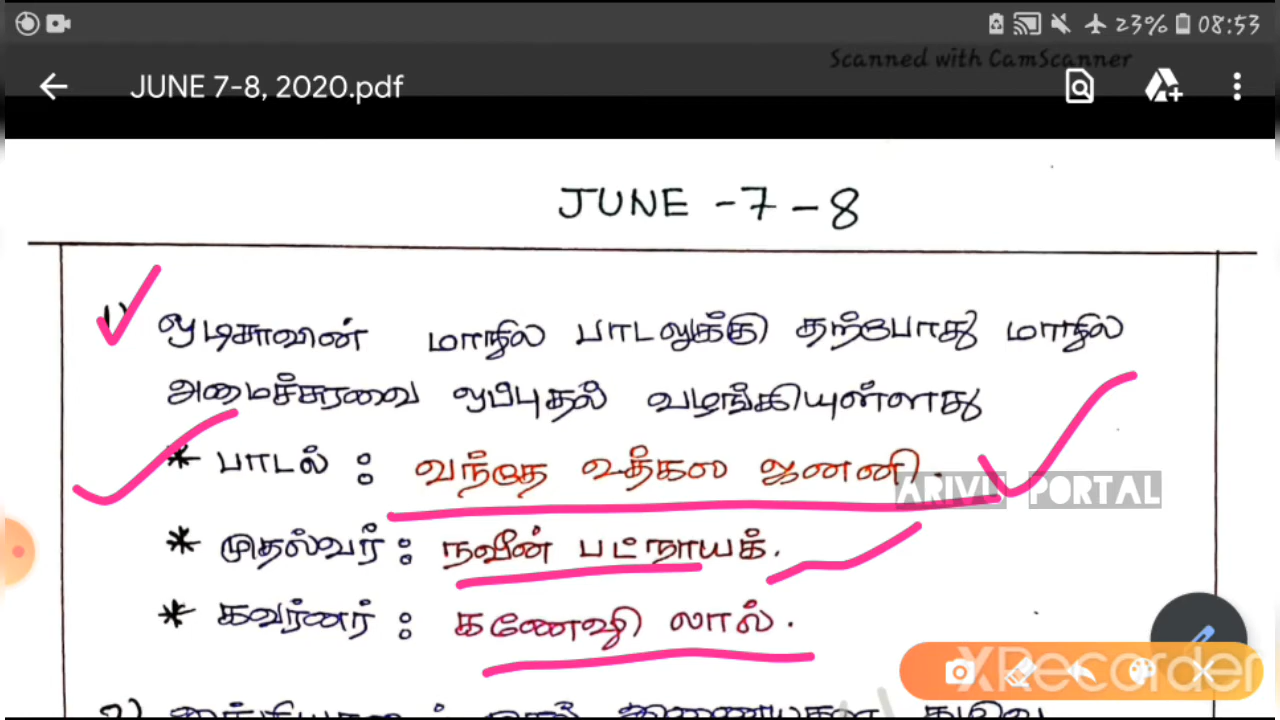 23% 08:53
Scanned with CamScanner
JUNE 7-8, 2020.pdf
JUNE -7-8
1) ஒடிசாவின் மாநில பாடலுக்கு தற்போது மாநில
அமைச்சரவை ஒப்புதல் வழங்கியுள்ளது
* பாடல் : வந்தே உத்கல ஜனனி.
ARIVU PORTAL
* முதல்வர் : நவீன் பட்நாயக்.
* கவர்னர் : கணேஷி லால்.
XRecorder
2)